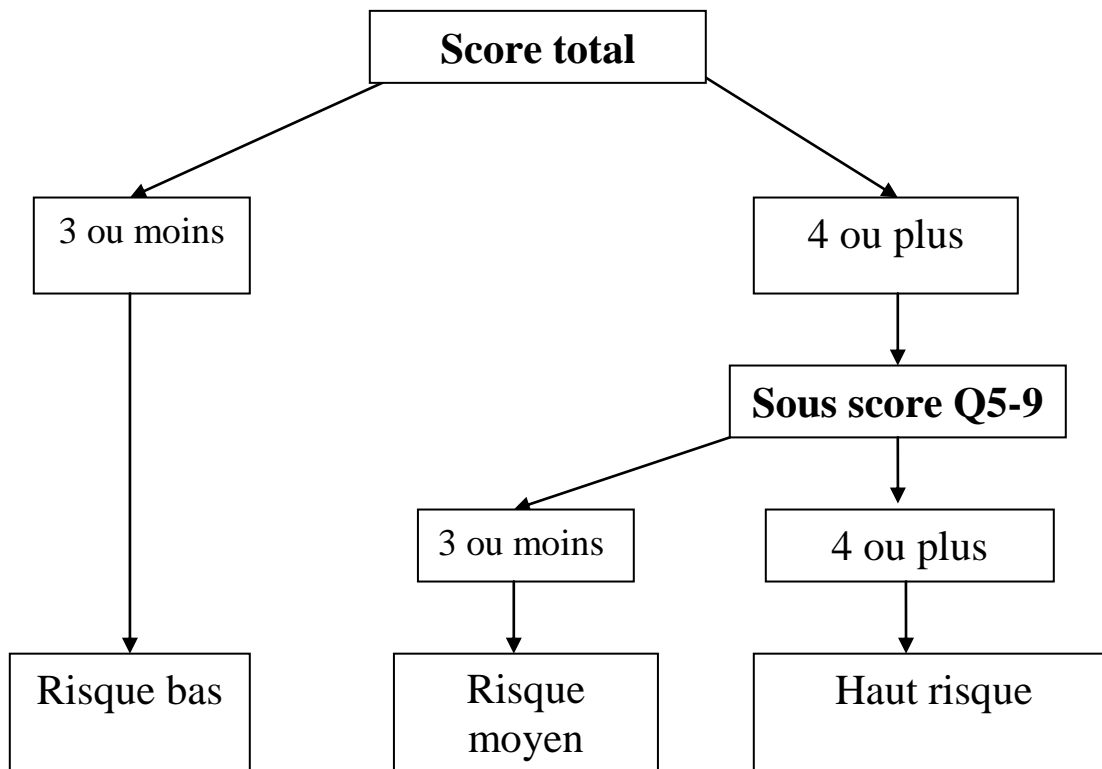 Score total
3 ou moins
4 ou plus
Sous score Q5-9
3 ou moins
4 ou plus
Risque bas
Risque
moyen
Haut risque